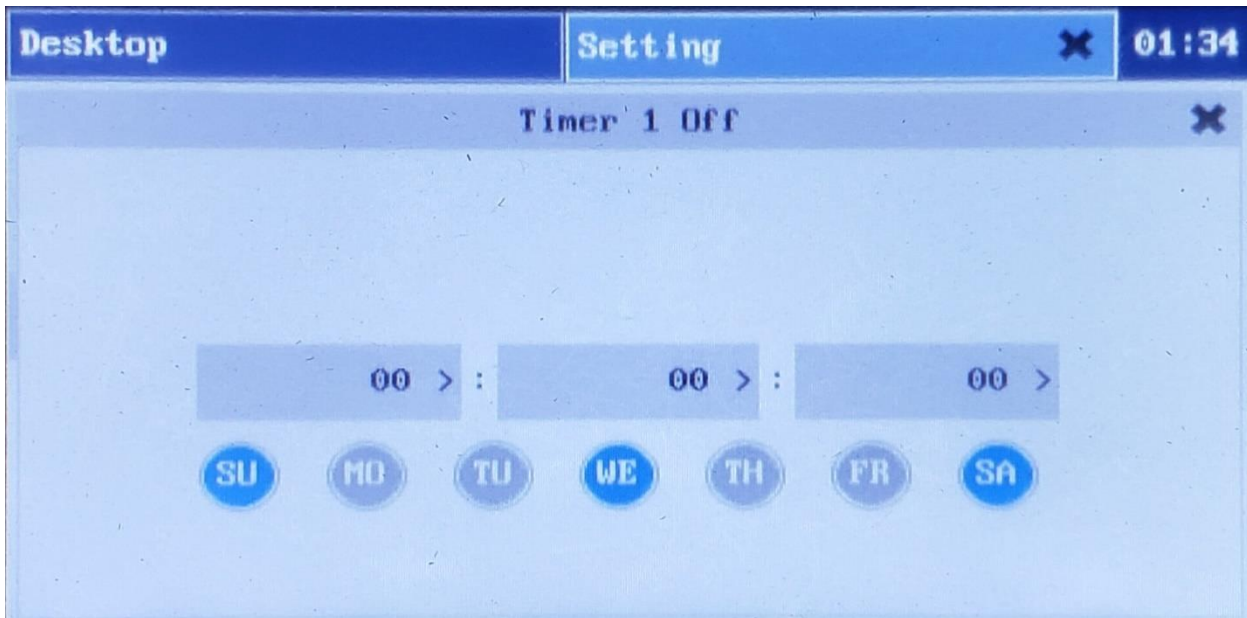 Desktop Setting ✖ 01:34
Timer 1 Off ✖
00 > : 00 > : 00 >
SU MO TU WE TH FR SA